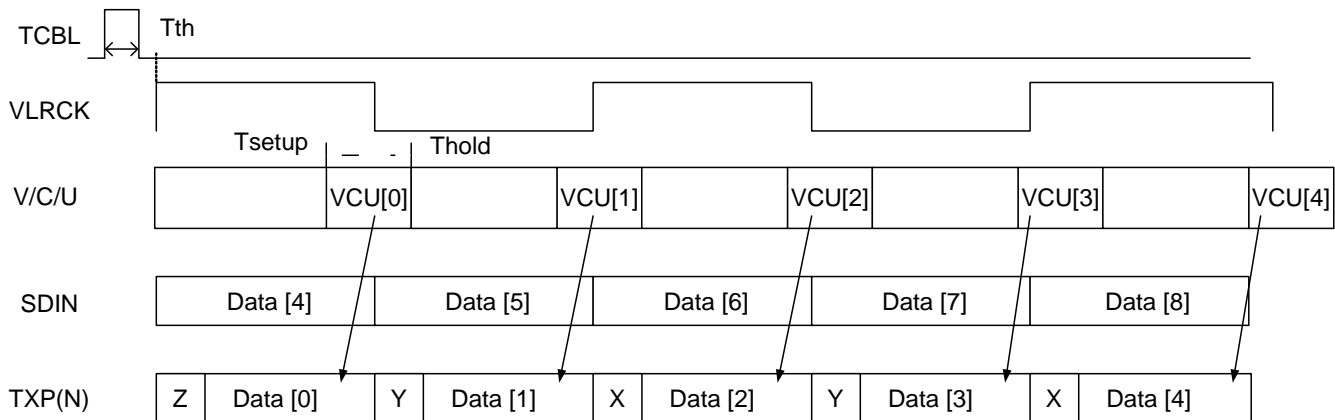 TCBL Tth
VLRCK
Tsetup Thold
V/C/U VCU[0] VCU[1] VCU[2] VCU[3] VCU[4]
SDIN Data [4] Data [5] Data [6] Data [7] Data [8]
TXP(N) Z Data [0] Y Data [1] X Data [2] Y Data [3] X Data [4]